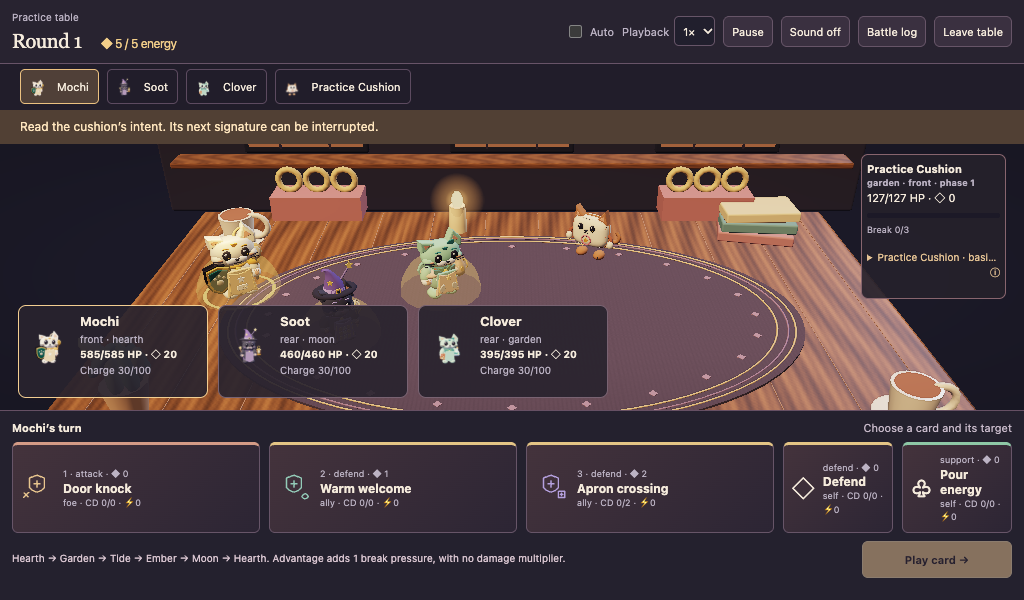 Practice table
Round 1
5 / 5 energy
Auto
Playback
1×
Pause
Sound off
Battle log
Leave table
Mochi
Soot
Clover
Practice Cushion
Read the cushion's intent. Its next signature can be interrupted.
Practice Cushion
garden · front · phase 1
127/127 HP · ◇ 0
Break 0/3
▸ Practice Cushion · basi...
Mochi
front · hearth
585/585 HP · ◇ 20
Charge 30/100
Soot
rear · moon
460/460 HP · ◇ 20
Charge 30/100
Clover
rear · garden
395/395 HP · ◇ 20
Charge 30/100
Mochi's turn
Choose a card and its target
1 · attack · ◆ 0
Door knock
foe · CD 0/0 · ⚡0
2 · defend · ◆ 1
Warm welcome
ally · CD 0/0 · ⚡0
3 · defend · ◆ 2
Apron crossing
ally · CD 0/2 · ⚡0
defend · ◆ 0
Defend
self · CD 0/0 ·
⚡0
support · ◆ 0
Pour
energy
self · CD 0/0 ·
⚡0
Hearth → Garden → Tide → Ember → Moon → Hearth. Advantage adds 1 break pressure, with no damage multiplier.
Play card →